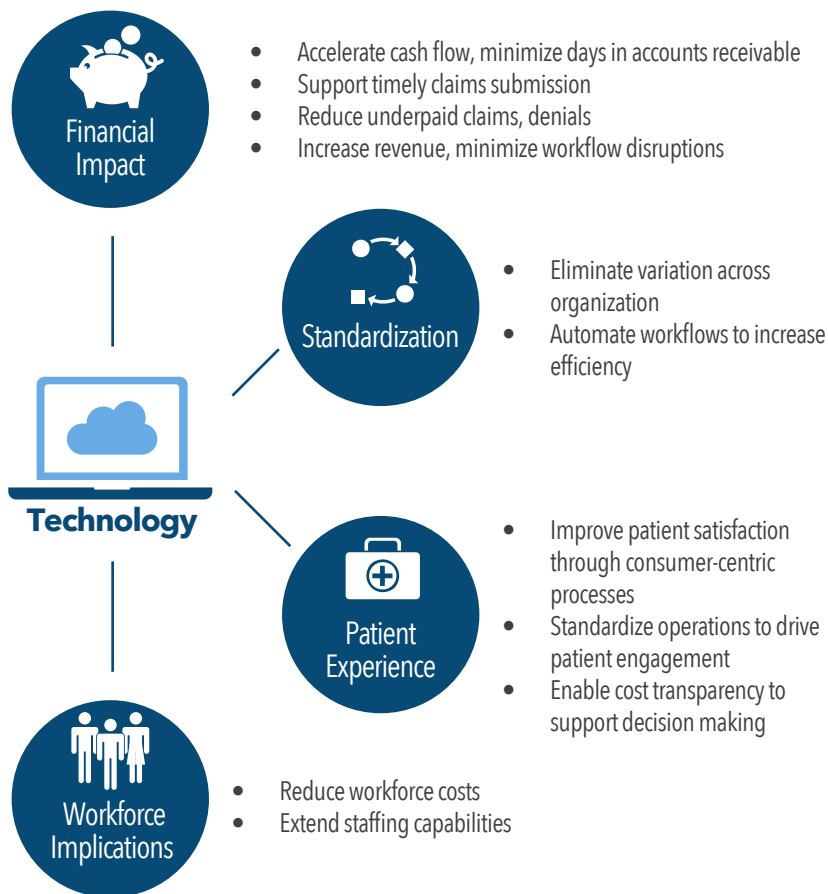 Financial
Impact
• Accelerate cash flow, minimize days in accounts receivable
• Support timely claims submission
• Reduce underpaid claims, denials
• Increase revenue, minimize workflow disruptions
Standardization
• Eliminate variation across
organization
• Automate workflows to increase
efficiency
Technology
Patient
Experience
• Improve patient satisfaction
through consumer-centric
processes
• Standardize operations to drive
patient engagement
• Enable cost transparency to
support decision making
Workforce
Implications
• Reduce workforce costs
• Extend staffing capabilities